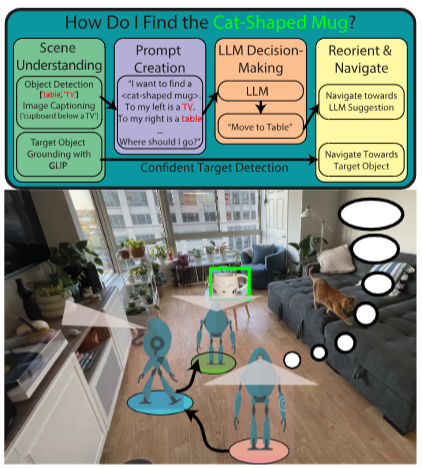 How Do I Find the Cat-Shaped Mug?
Scene
Understanding
Object Detection
['table', 'TV']
Image Captioning
['cupboard below a TV']
Target Object
Grounding with
GLIP
Prompt
Creation
"I want to find a
<cat-shaped mug>.
To my left is a TV.
To my right is a table
...
Where should I go?"
LLM Decision-
Making
LLM
"Move to Table"
Reorient &
Navigate
Navigate towards
LLM Suggestion
Navigate Towards
Target Object
Confident Target Detection